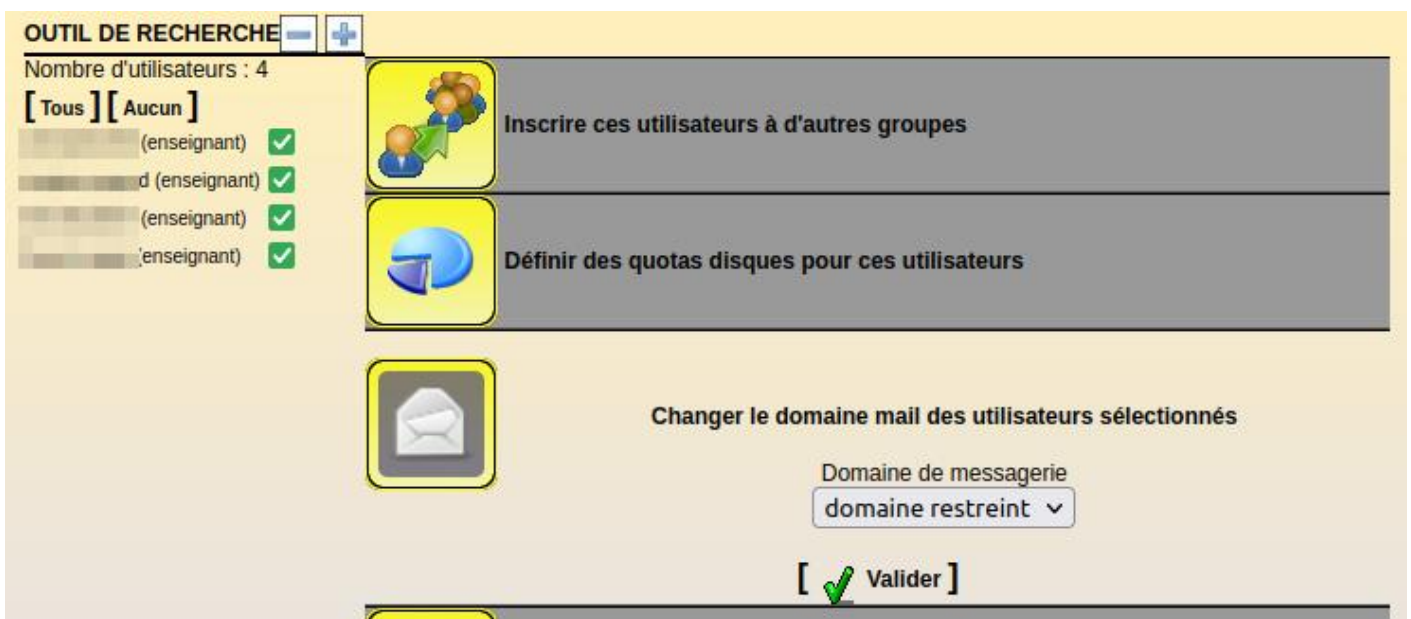 OUTIL DE RECHERCHE
Nombre d'utilisateurs : 4
[ Tous ] [ Aucun ]
(enseignant)
d (enseignant)
(enseignant)
(enseignant)
Inscrire ces utilisateurs à d'autres groupes
Définir des quotas disques pour ces utilisateurs
Changer le domaine mail des utilisateurs sélectionnés
Domaine de messagerie
domaine restreint
[ Valider ]